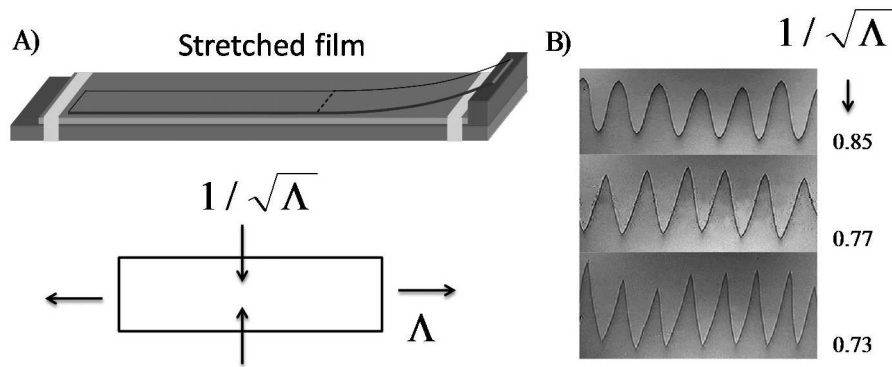 A)
Stretched film
1 / √Λ
Λ
B)
1 / √Λ
0.85
0.77
0.73